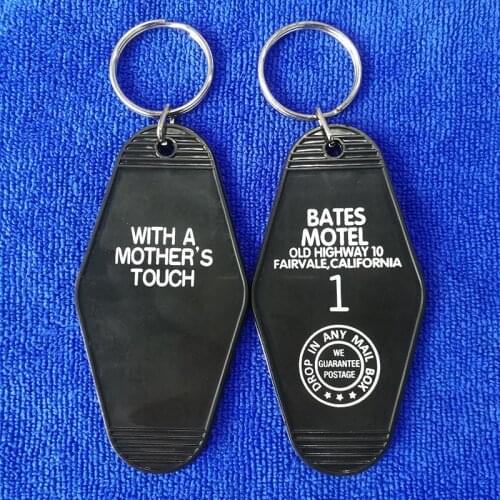 WITH A
MOTHER'S
TOUCH
BATES
MOTEL
OLD HIGHWAY 10
FAIRVALE, CALIFORNIA
1
DROP IN ANY MAIL BOX
WE
GUARANTEE
POSTAGE